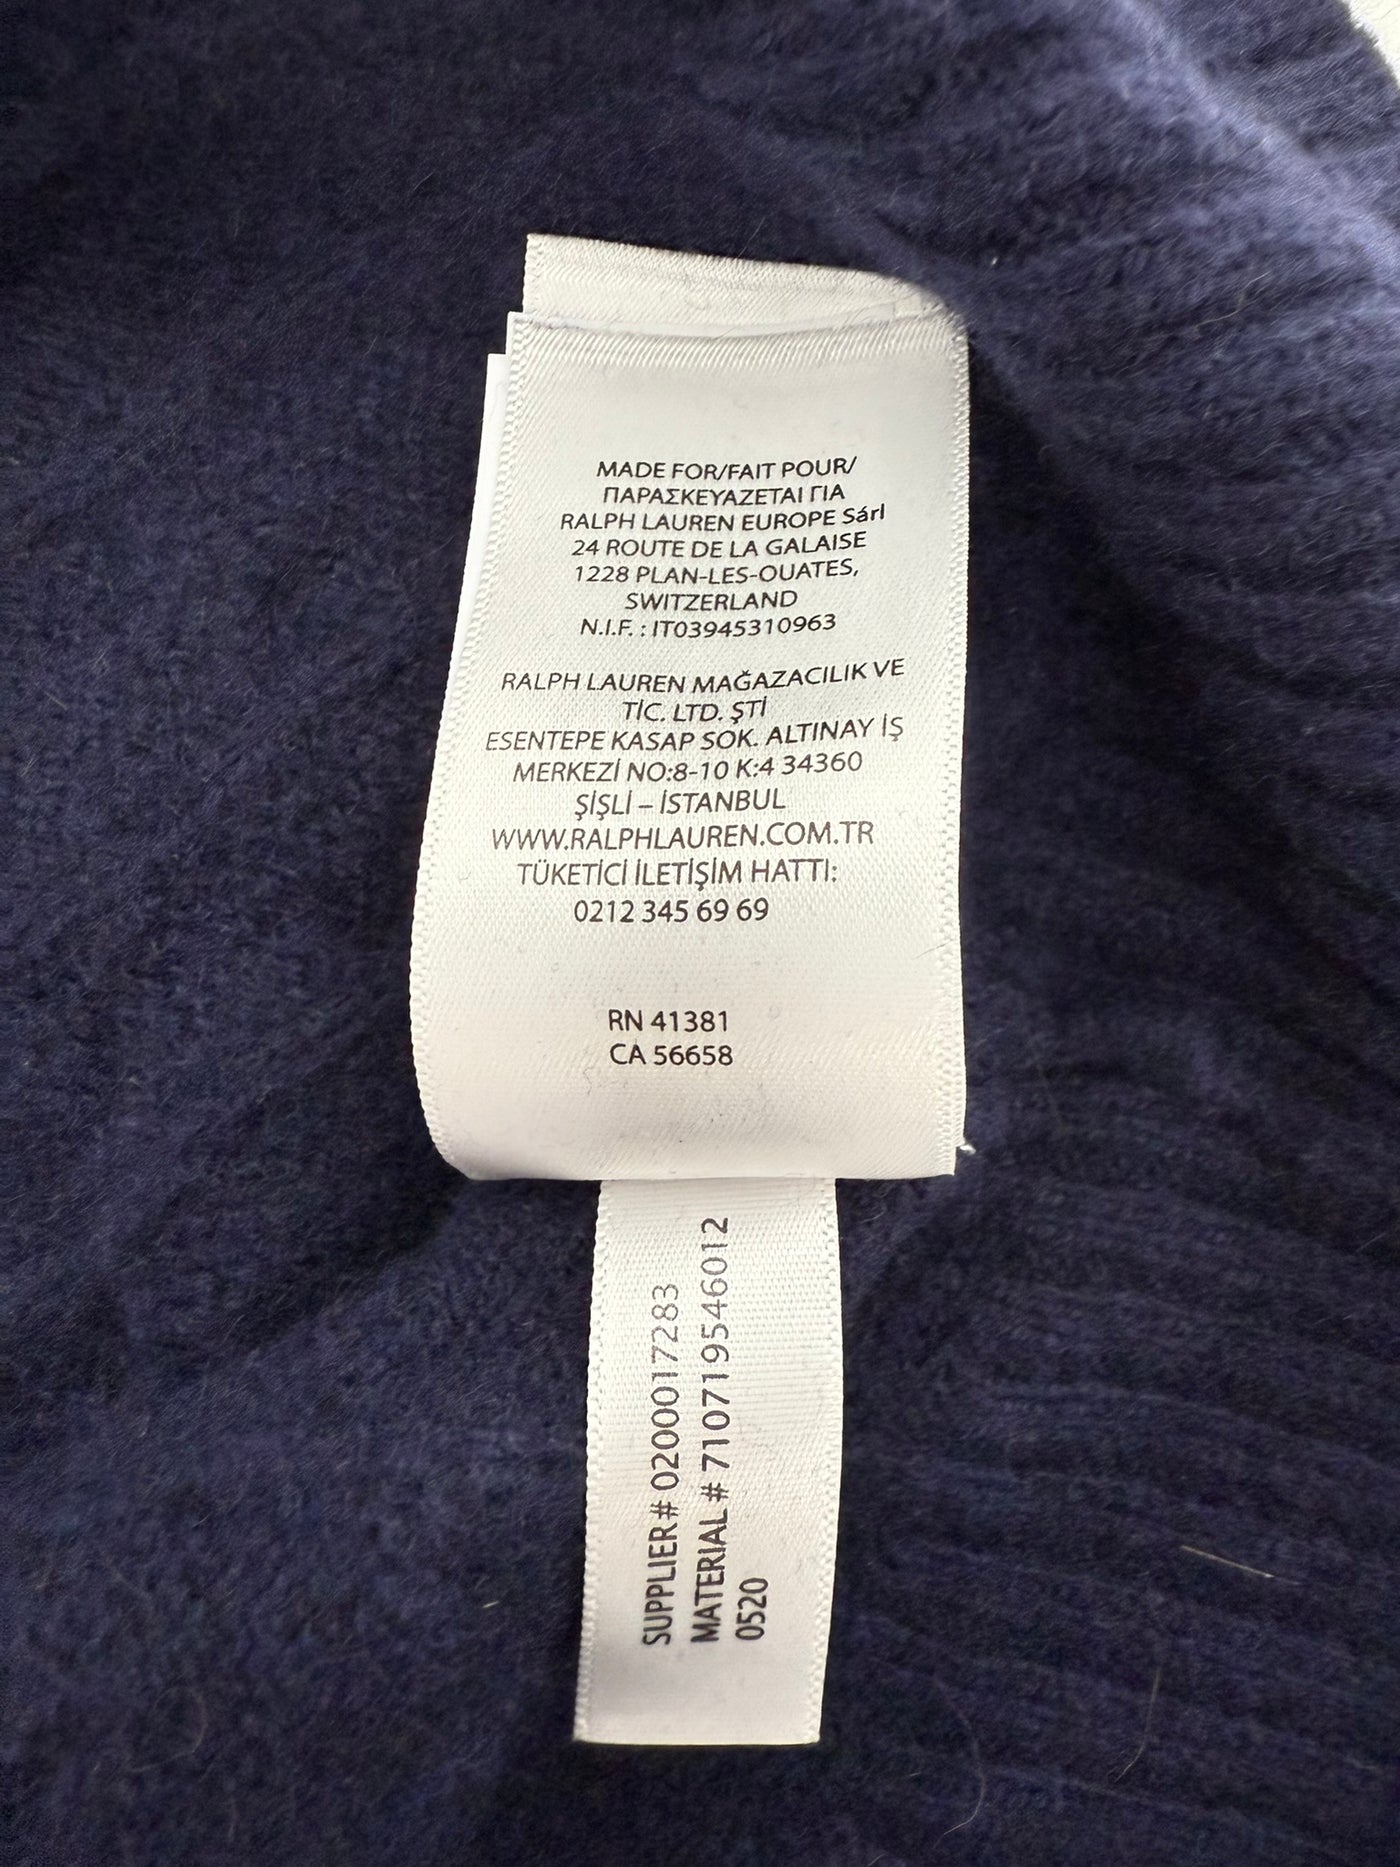 MADE FOR/FAIT POUR/
ΠΑΡΑΣΚΕΥΑΖΕΤΑΙ ΓΙΑ
RALPH LAUREN EUROPE Sárl
24 ROUTE DE LA GALAISE
1228 PLAN-LES-OUATES,
SWITZERLAND
N.I.F. : IT03945310963
RALPH LAUREN MAĞAZACILIK VE
TİC. LTD. ŞTİ
ESENTEPE KASAP SOK. ALTINAY İŞ
MERKEZİ NO:8-10 K:4 34360
ŞİŞLİ – İSTANBUL
WWW.RALPHLAUREN.COM.TR
TÜKETİCİ İLETİŞİM HATTI:
0212 345 69 69
RN 41381
CA 56658
SUPPLIER# 0200017283
MATERIAL # 710719546012
0520